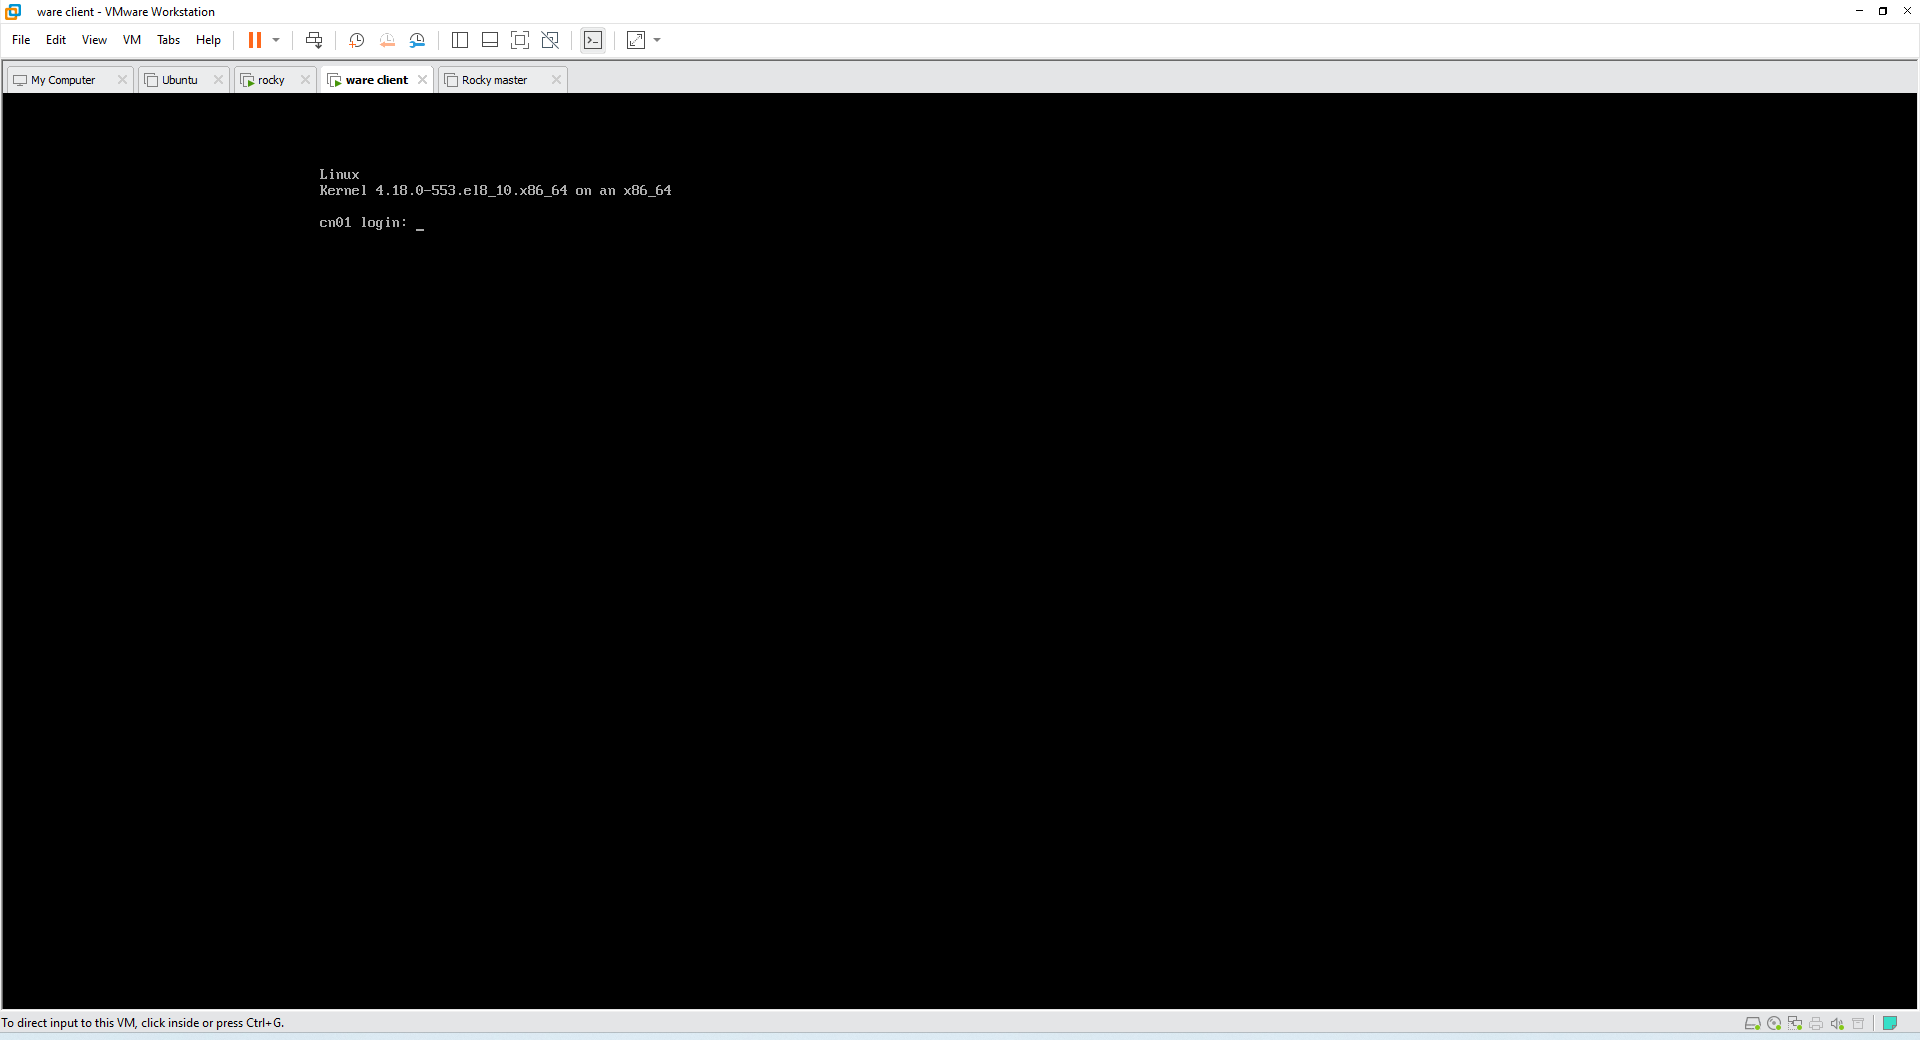 ware client - VMware Workstation
File Edit View VM Tabs Help
My Computer Ubuntu rocky ware client Rocky master
Linux
Kernel 4.18.0-553.el8_10.x86_64 on an x86_64
cn01 login: _
To direct input to this VM, click inside or press Ctrl+G.